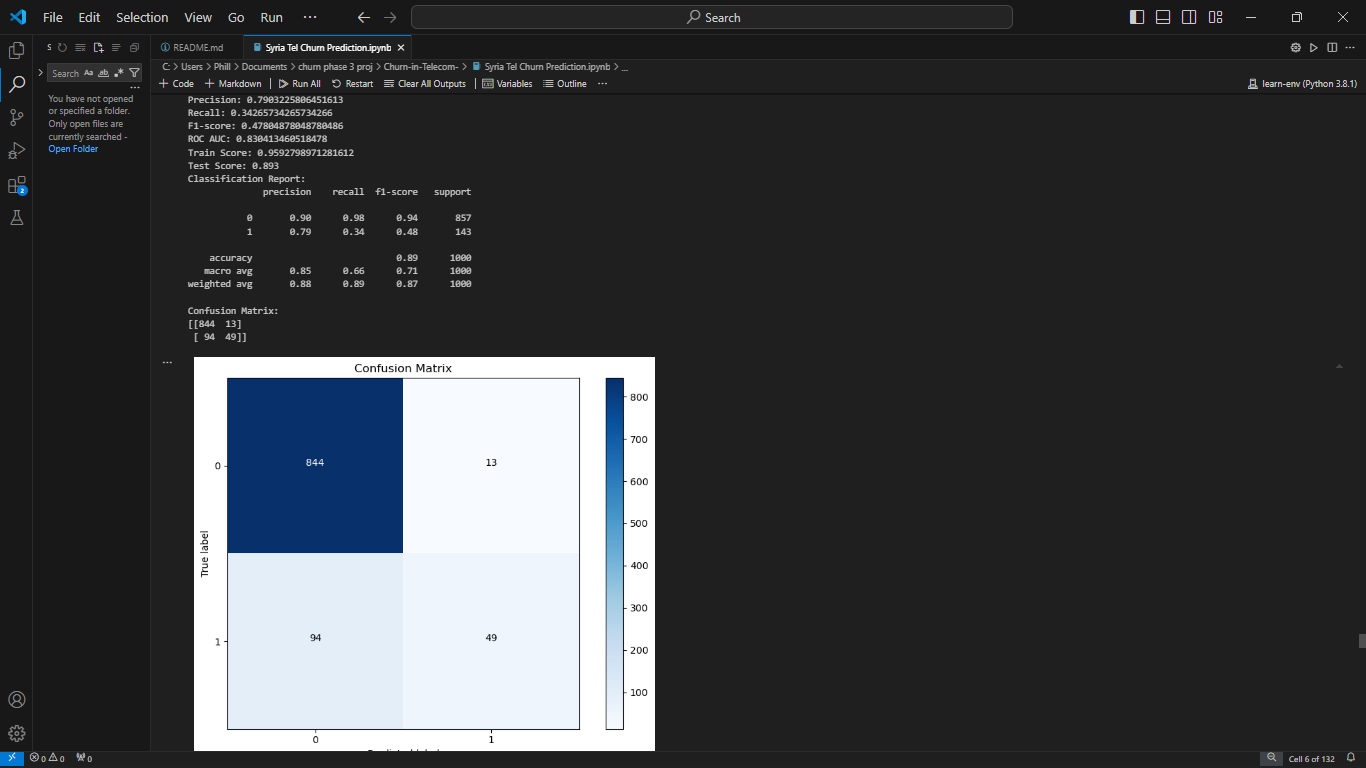 File Edit Selection View Go Run ··· Search
S README.md Syria Tel Churn Prediction.ipynb
Search Aa ab
C: > Users > Phill > Documents > churn phase 3 proj > Churn-in-Telecom- > Syria Tel Churn Prediction.ipynb > ...
+ Code + Markdown Run All Restart Clear All Outputs Variables Outline ··· learn-env (Python 3.8.1)
You have not opened
or specified a folder.
Only open files are
currently searched -
Open Folder
Precision: 0.7903225806451613
Recall: 0.34265734265734266
F1-score: 0.47804878048780486
ROC AUC: 0.830413460518478
Train Score: 0.9592798971281612
Test Score: 0.893
Classification Report:
precision recall f1-score support
0 0.90 0.98 0.94 857
1 0.79 0.34 0.48 143
accuracy 0.89 1000
macro avg 0.85 0.66 0.71 1000
weighted avg 0.88 0.89 0.87 1000
Confusion Matrix:
[[844 13]
[ 94 49]]
Confusion Matrix
800
700
600
500
400
300
200
100
0
844 13
True label
1
94 49
0 1
2
0 0 0
Cell 6 of 132